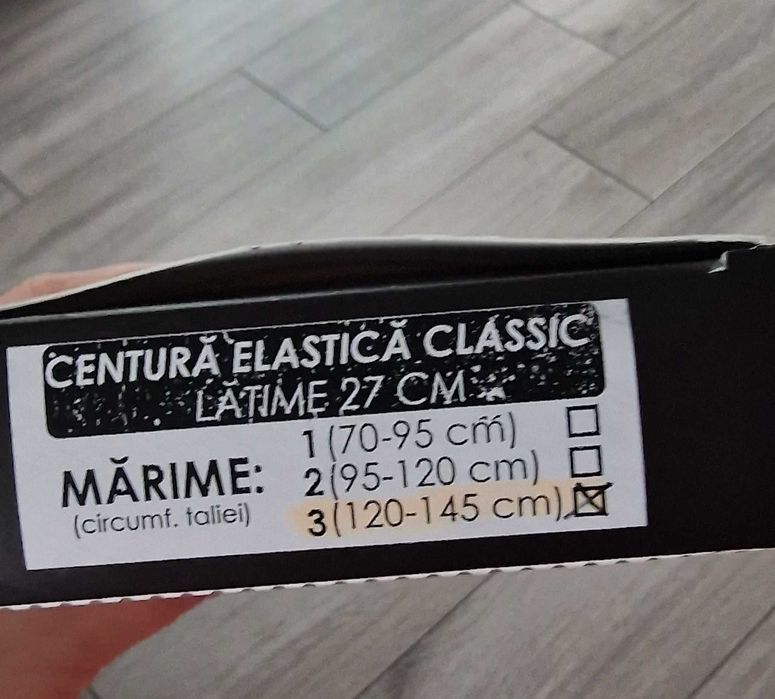 CENTURĂ ELASTICĂ CLASSIC
LĂȚIME 27 CM
1 (70-95 cm)
MĂRIME: 2 (95-120 cm)
(circumf. taliei) 3 (120-145 cm)